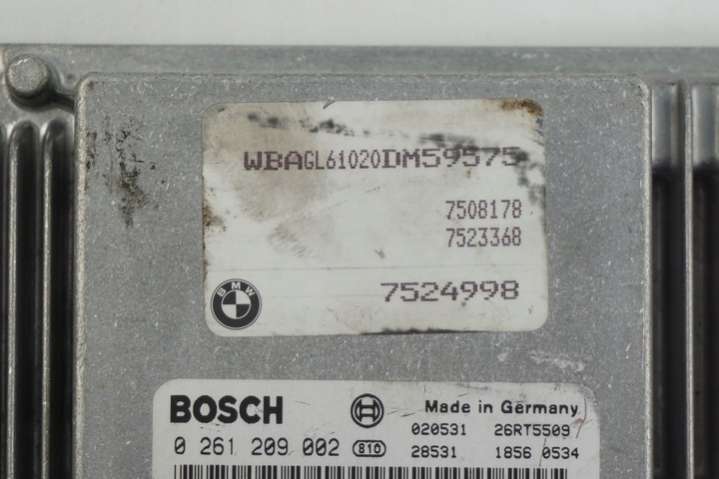 WBAGL61020DM59575
7508178
7523368
BMW 7524998
BOSCH Made in Germany
020531 26RT5509
0 261 209 002 810
28531 1856 0534